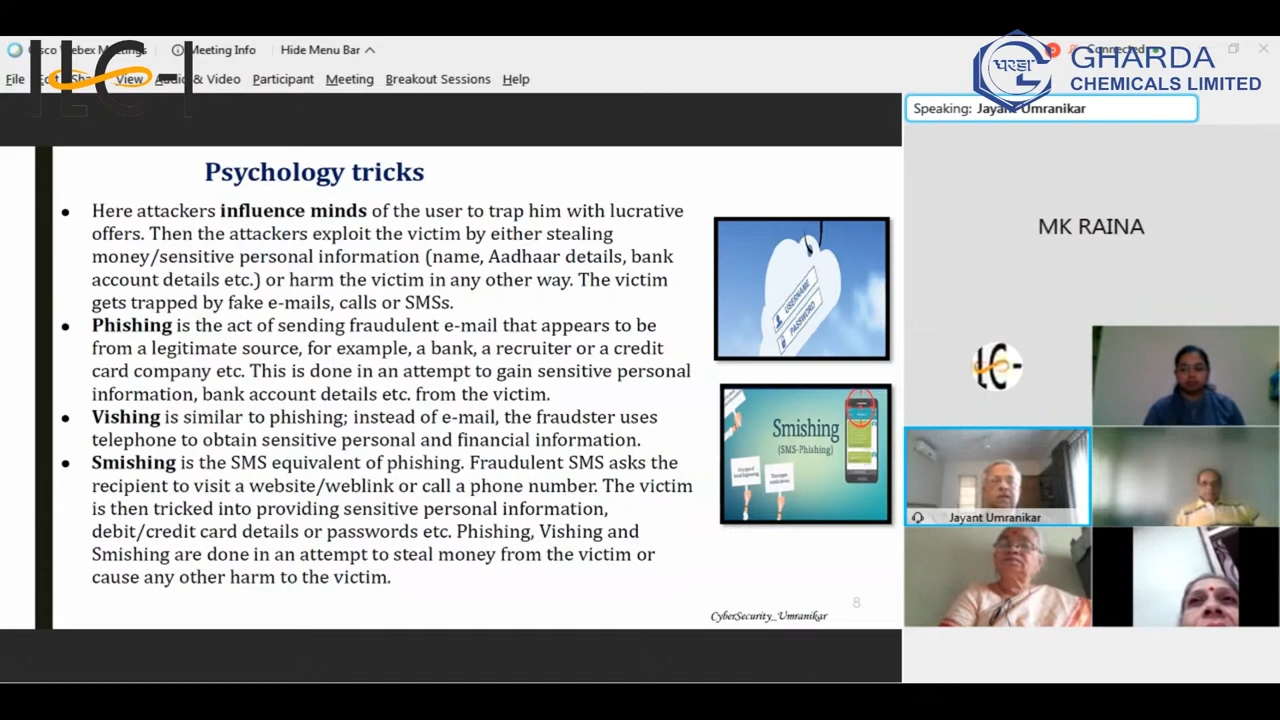 Cisco Webex Meetings
Meeting Info
Hide Menu Bar
Connected
File Edit Share View Audio & Video Participant Meeting Breakout Sessions Help
ILC-I
घरडा
GHARDA
CHEMICALS LIMITED
Speaking: Jayant Umranikar
MK RAINA
Psychology tricks
Here attackers influence minds of the user to trap him with lucrative
offers. Then the attackers exploit the victim by either stealing
money/sensitive personal information (name, Aadhaar details, bank
account details etc.) or harm the victim in any other way. The victim
gets trapped by fake e-mails, calls or SMSs.
Phishing is the act of sending fraudulent e-mail that appears to be
from a legitimate source, for example, a bank, a recruiter or a credit
card company etc. This is done in an attempt to gain sensitive personal
information, bank account details etc. from the victim.
Vishing is similar to phishing; instead of e-mail, the fraudster uses
telephone to obtain sensitive personal and financial information.
Smishing is the SMS equivalent of phishing. Fraudulent SMS asks the
recipient to visit a website/weblink or call a phone number. The victim
is then tricked into providing sensitive personal information,
debit/credit card details or passwords etc. Phishing, Vishing and
Smishing are done in an attempt to steal money from the victim or
cause any other harm to the victim.
USERNAME
PASSWORD
Smishing
(SMS-Phishing)
8
CyberSecurity_Umranikar
Jayant Umranikar